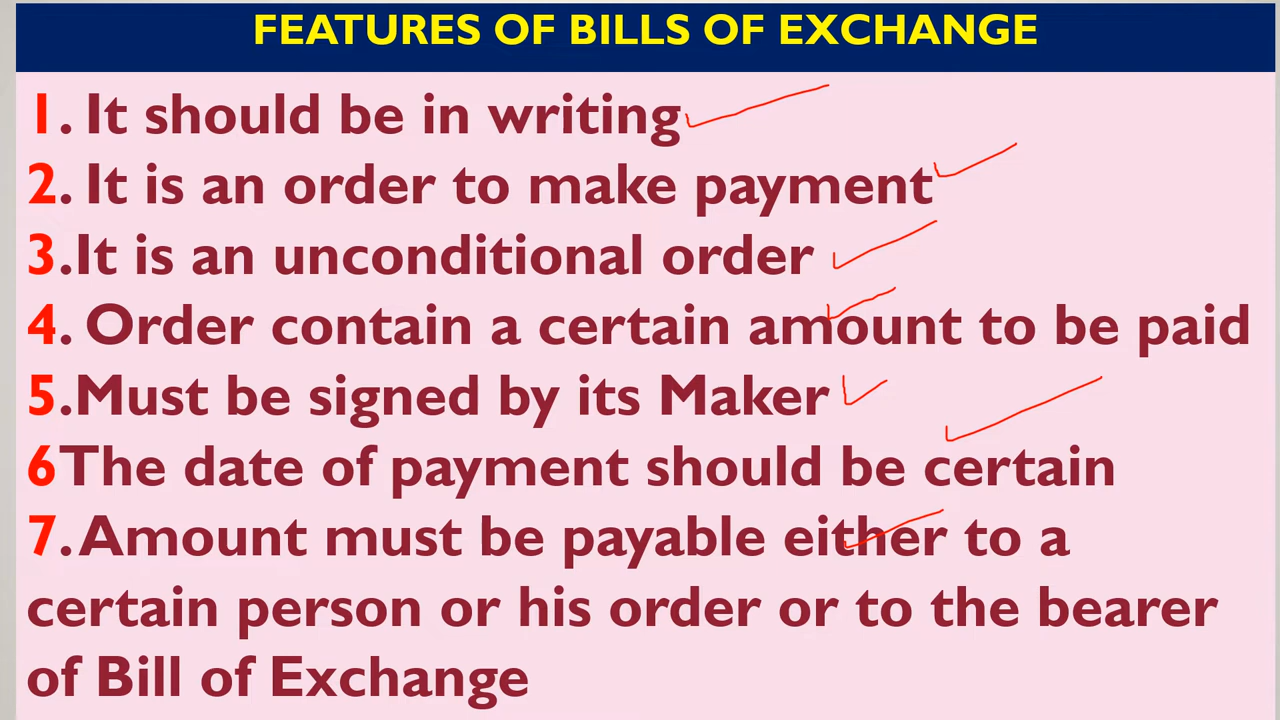 FEATURES OF BILLS OF EXCHANGE
1. It should be in writing
2. It is an order to make payment
3.It is an unconditional order
4. Order contain a certain amount to be paid
5.Must be signed by its Maker
6The date of payment should be certain
7. Amount must be payable either to a
certain person or his order or to the bearer
of Bill of Exchange